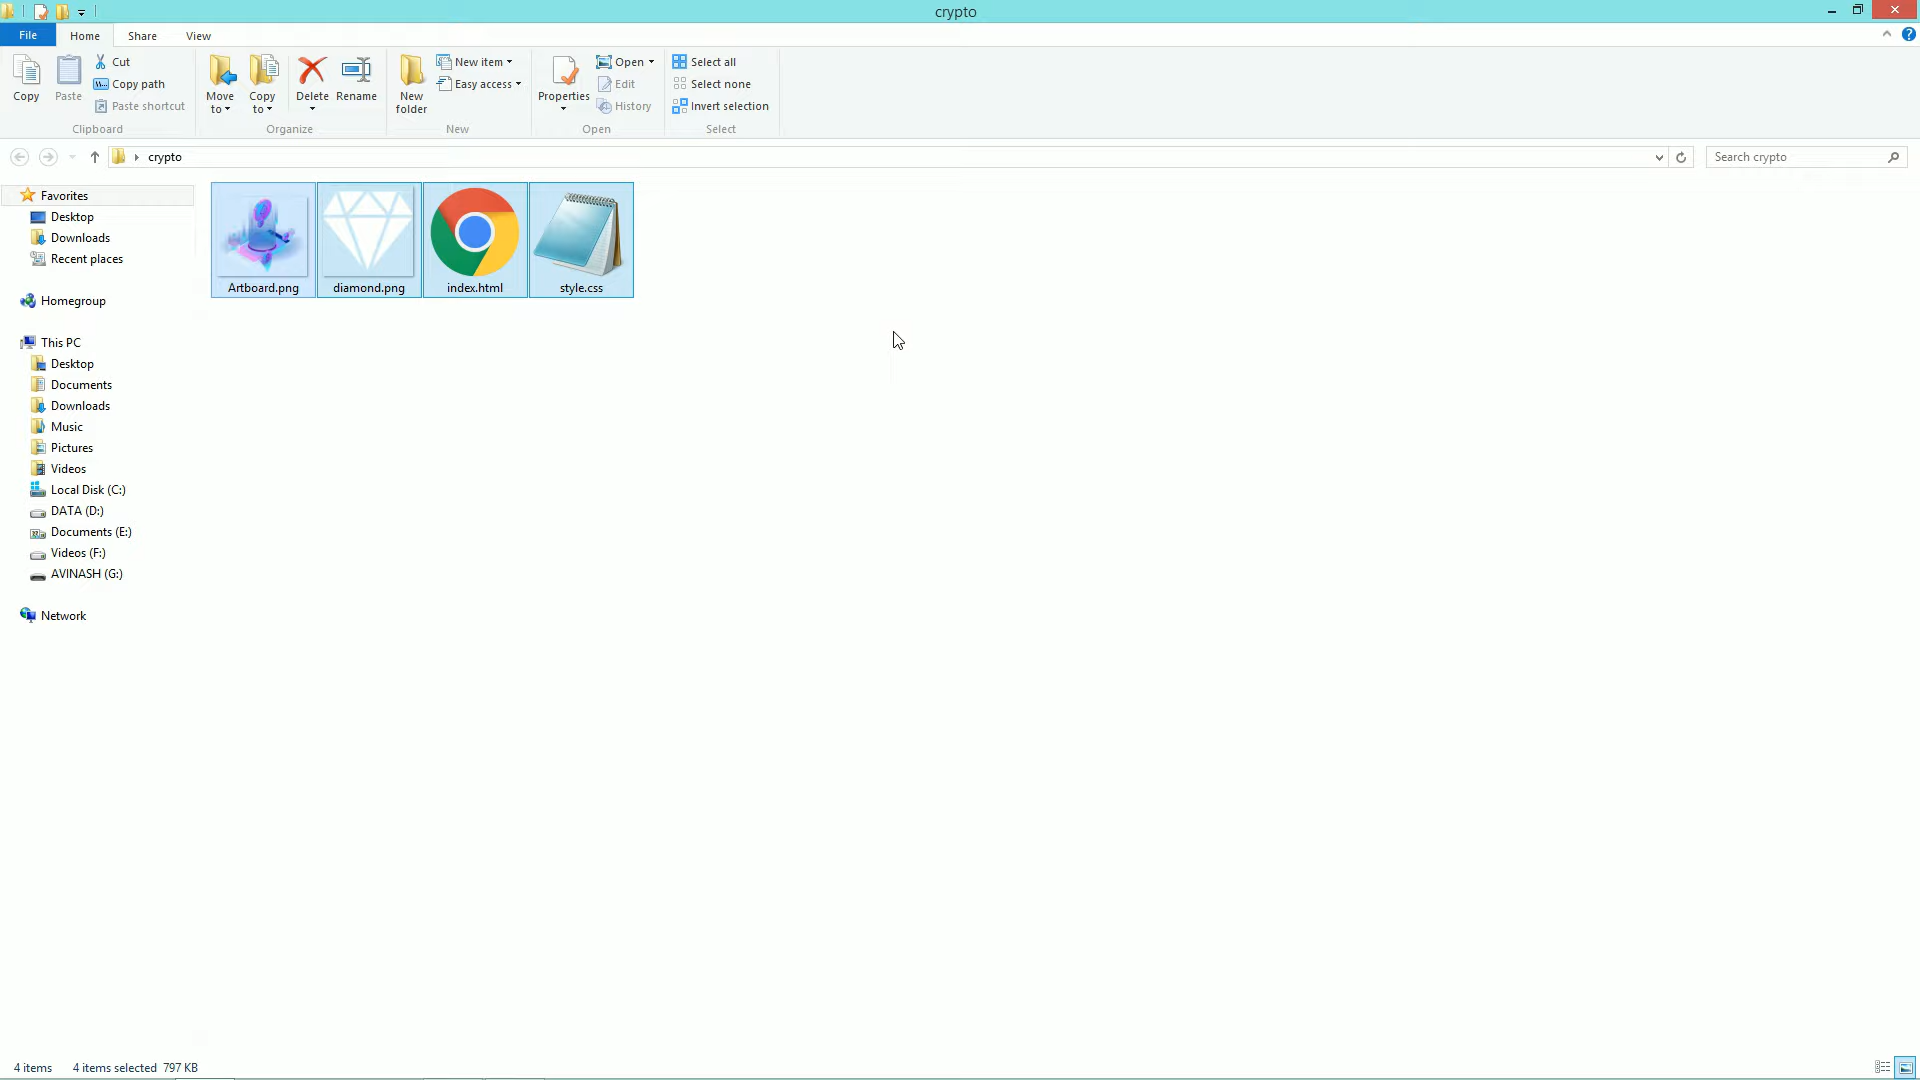 crypto
File Home Share View
Copy
Paste
Cut
Copy path
Paste shortcut
Clipboard
Move to
Copy to
Delete
Rename
Organize
New folder
New item
Easy access
New
Properties
Open
Edit
History
Open
Select all
Select none
Invert selection
Select
crypto
Search crypto
Favorites
Desktop
Downloads
Recent places
Homegroup
This PC
Desktop
Documents
Downloads
Music
Pictures
Videos
Local Disk (C:)
DATA (D:)
Documents (E:)
Videos (F:)
AVINASH (G:)
Network
Artboard.png
diamond.png
index.html
style.css
4 items 4 items selected 797 KB